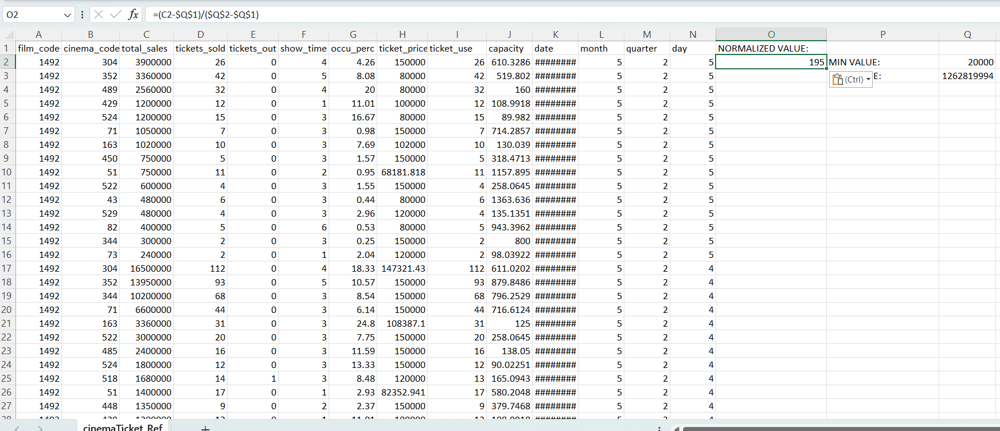 O2 fx =(C2-$Q$1)/($Q$2-$Q$1)
A B C D E F G H I J K L M N O P Q
1 film_code cinema_code total_sales tickets_sold tickets_out show_time occu_perc ticket_price ticket_use capacity date month quarter day NORMALIZED VALUE:
2 1492 304 3900000 26 0 4 4.26 150000 26 610.3286 ######## 5 2 5 195 MIN VALUE: 20000
3 1492 352 3360000 42 0 5 8.08 80000 42 519.802 ######## 5 2 5 (Ctrl) E: 1262819994
4 1492 489 2560000 32 0 4 20 80000 32 160 ######## 5 2 5
5 1492 429 1200000 12 0 1 11.01 100000 12 108.9918 ######## 5 2 5
6 1492 524 1200000 15 0 3 16.67 80000 15 89.982 ######## 5 2 5
7 1492 71 1050000 7 0 3 0.98 150000 7 714.2857 ######## 5 2 5
8 1492 163 1020000 10 0 3 7.69 102000 10 130.039 ######## 5 2 5
9 1492 450 750000 5 0 3 1.57 150000 5 318.4713 ######## 5 2 5
10 1492 51 750000 11 0 2 0.95 68181.818 11 1157.895 ######## 5 2 5
11 1492 522 600000 4 0 3 1.55 150000 4 258.0645 ######## 5 2 5
12 1492 43 480000 6 0 3 0.44 80000 6 1363.636 ######## 5 2 5
13 1492 529 480000 4 0 3 2.96 120000 4 135.1351 ######## 5 2 5
14 1492 82 400000 5 0 6 0.53 80000 5 943.3962 ######## 5 2 5
15 1492 344 300000 2 0 3 0.25 150000 2 800 ######## 5 2 5
16 1492 73 240000 2 0 1 2.04 120000 2 98.03922 ######## 5 2 5
17 1492 304 16500000 112 0 4 18.33 147321.43 112 611.0202 ######## 5 2 4
18 1492 352 13950000 93 0 5 10.57 150000 93 879.8486 ######## 5 2 4
19 1492 344 10200000 68 0 3 8.54 150000 68 796.2529 ######## 5 2 4
20 1492 71 6600000 44 0 3 6.14 150000 44 716.6124 ######## 5 2 4
21 1492 163 3360000 31 0 3 24.8 108387.1 31 125 ######## 5 2 4
22 1492 522 3000000 20 0 3 7.75 150000 20 258.0645 ######## 5 2 4
23 1492 485 2400000 16 0 3 11.59 150000 16 138.05 ######## 5 2 4
24 1492 524 1800000 12 0 3 13.33 150000 12 90.02251 ######## 5 2 4
25 1492 518 1680000 14 1 3 8.48 120000 13 165.0943 ######## 5 2 4
26 1492 51 1400000 17 0 1 2.93 82352.941 17 580.2048 ######## 5 2 4
27 1492 448 1350000 9 0 2 2.37 150000 9 379.7468 ######## 5 2 4
cinemaTicket_Ref